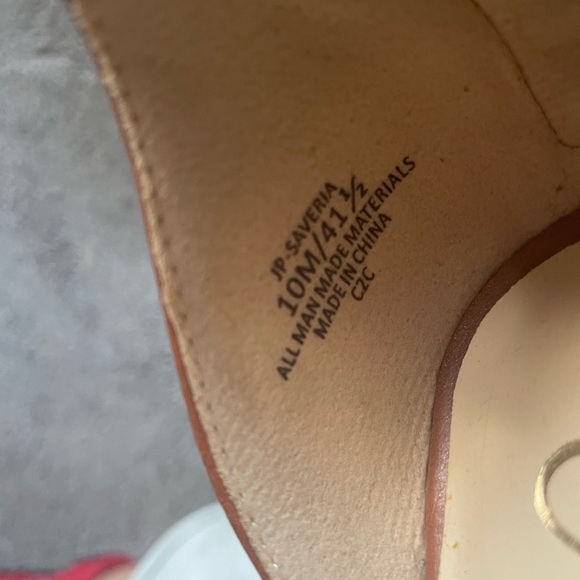 JP-SAVERIA
10M/41½
ALL MAN MADE MATERIALS
MADE IN CHINA
C2C